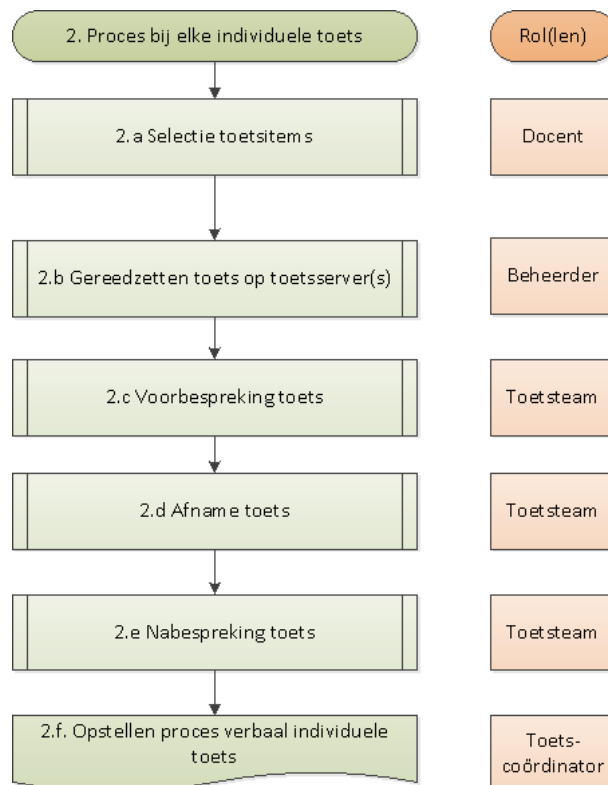 2. Proces bij elke individuele toets
Rol(len)
2.a Selectie toetsitems
Docent
2.b Gereedzetten toets op toetsserver(s)
Beheerder
2.c Voorbespreking toets
Toetsteam
2.d Afname toets
Toetsteam
2.e Nabespreking toets
Toetsteam
2.f. Opstellen proces verbaal individuele
toets
Toets-
coördinator